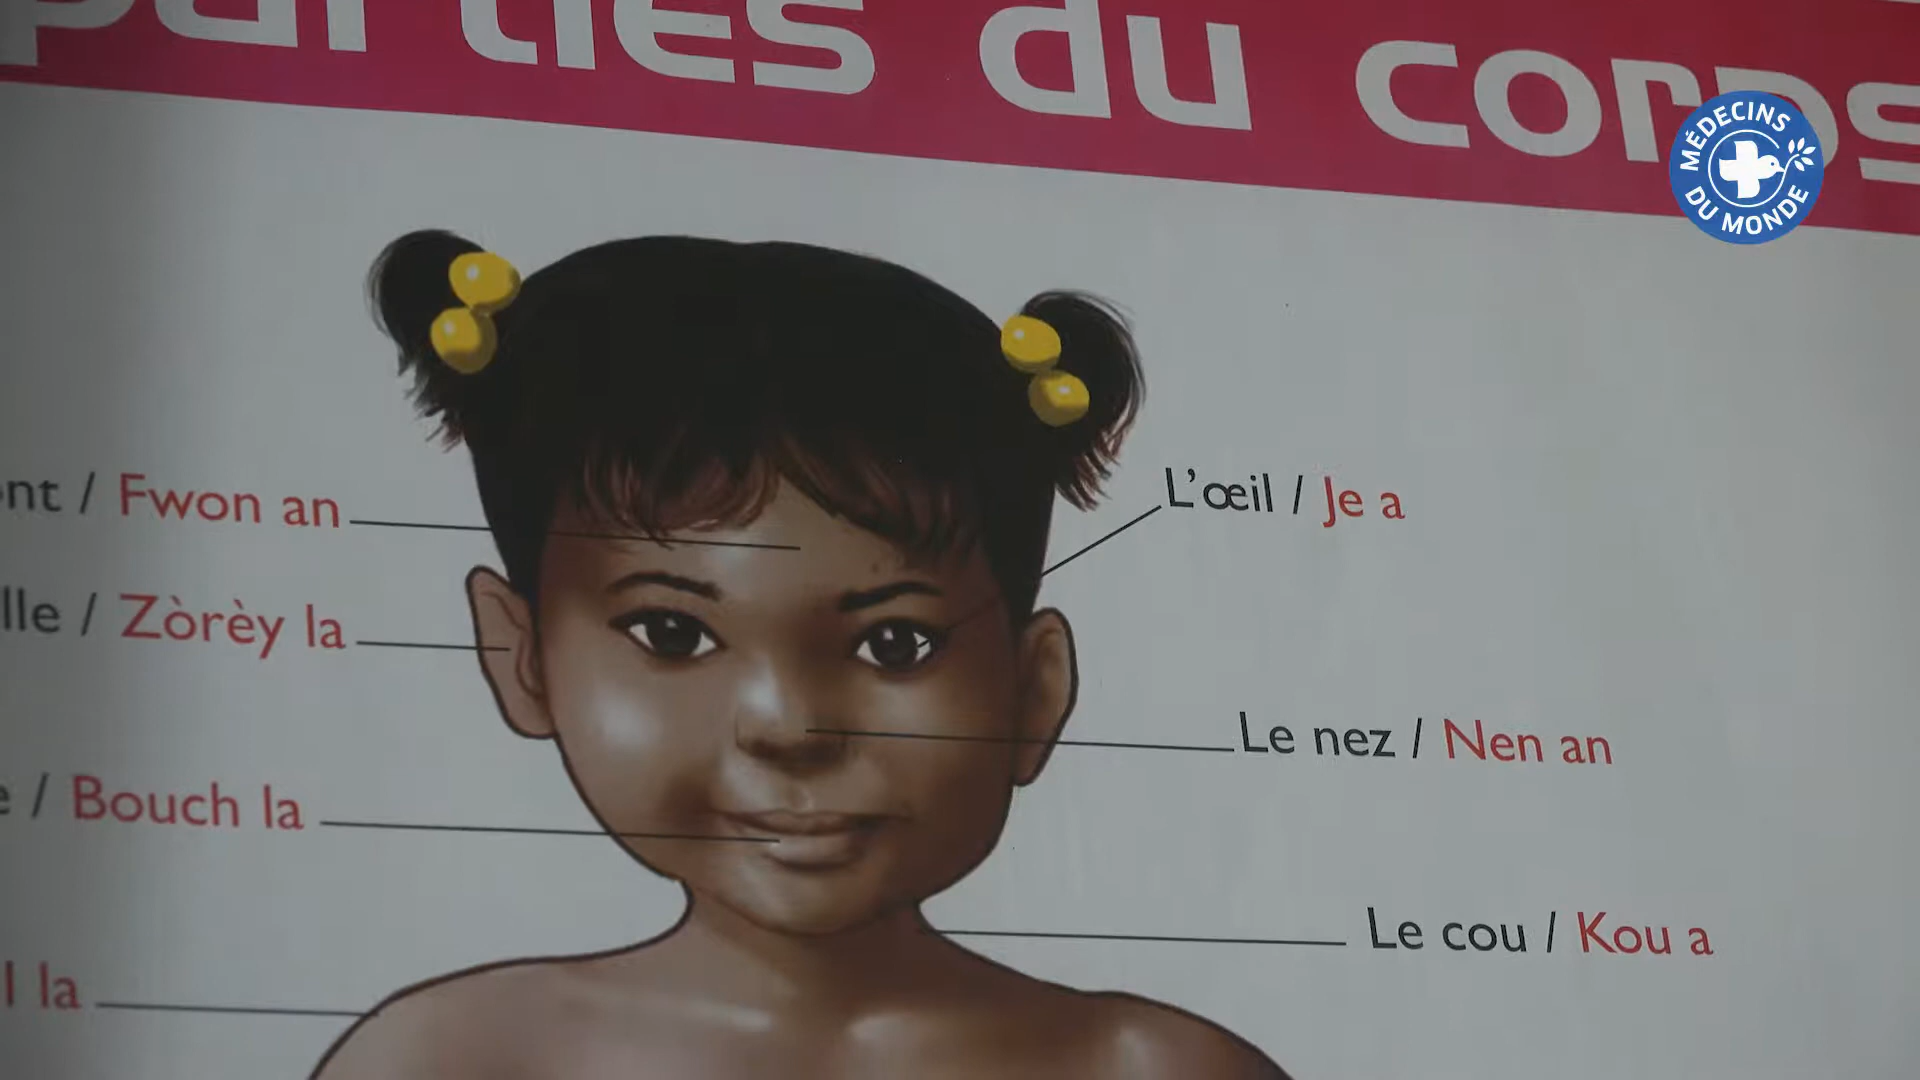 parties du corps
MÉDECINS DU MONDE
nt / Fwon an
L'œil / Je a
lle / Zòrèy la
Le nez / Nen an
e / Bouch la
Le cou / Kou a
l la